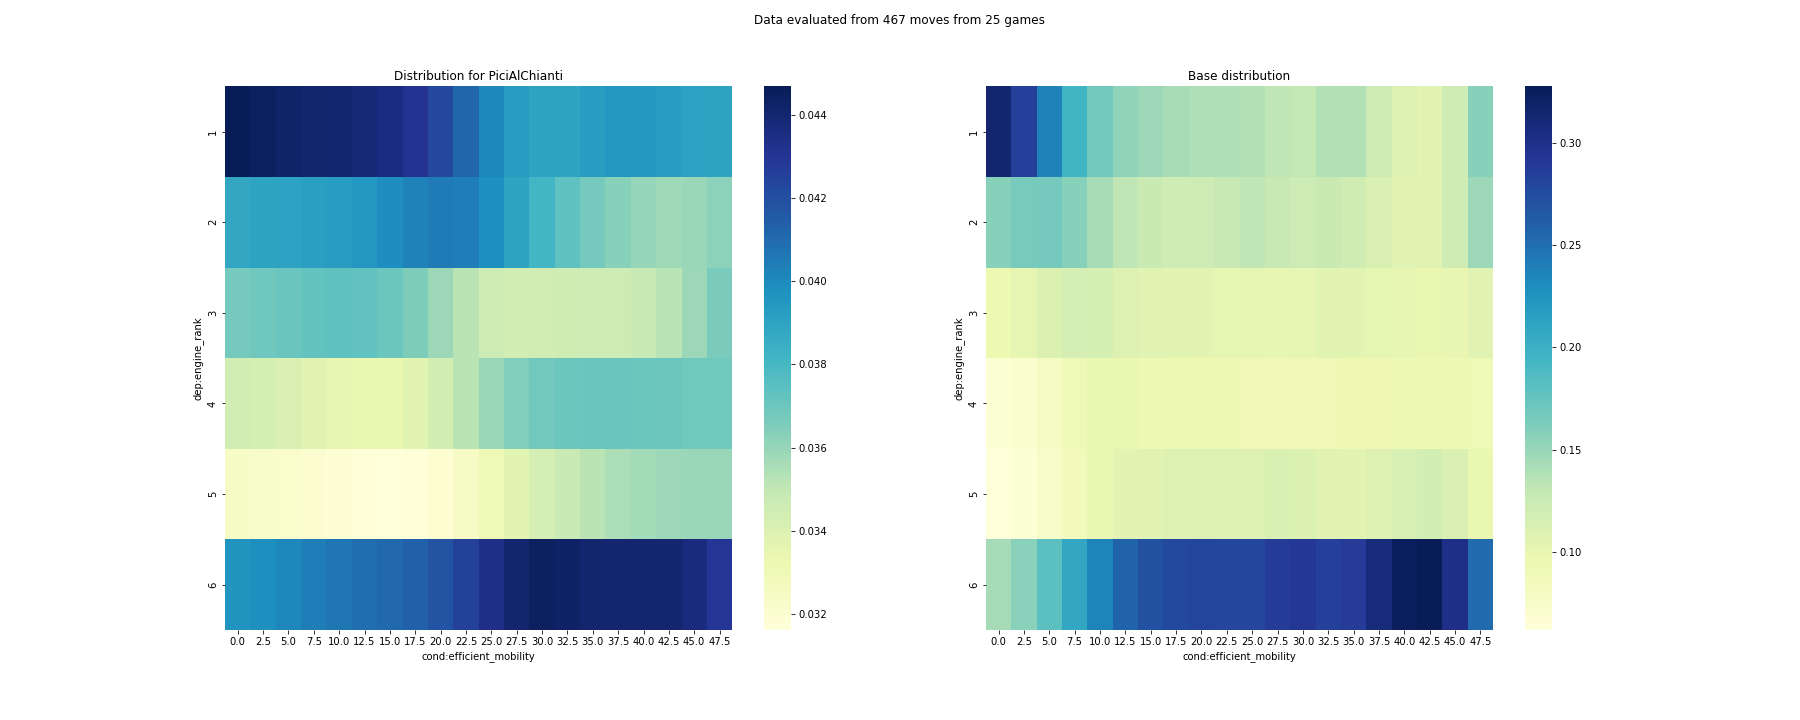 Data evaluated from 467 moves from 25 games
Distribution for PiciAlChianti
dep:engine_rank
1
2
3
4
5
6
0.0 2.5 5.0 7.5 10.0 12.5 15.0 17.5 20.0 22.5 25.0 27.5 30.0 32.5 35.0 37.5 40.0 42.5 45.0 47.5
cond:efficient_mobility
0.044
0.042
0.040
0.038
0.036
0.034
0.032
Base distribution
dep:engine_rank
1
2
3
4
5
6
0.0 2.5 5.0 7.5 10.0 12.5 15.0 17.5 20.0 22.5 25.0 27.5 30.0 32.5 35.0 37.5 40.0 42.5 45.0 47.5
cond:efficient_mobility
0.30
0.25
0.20
0.15
0.10